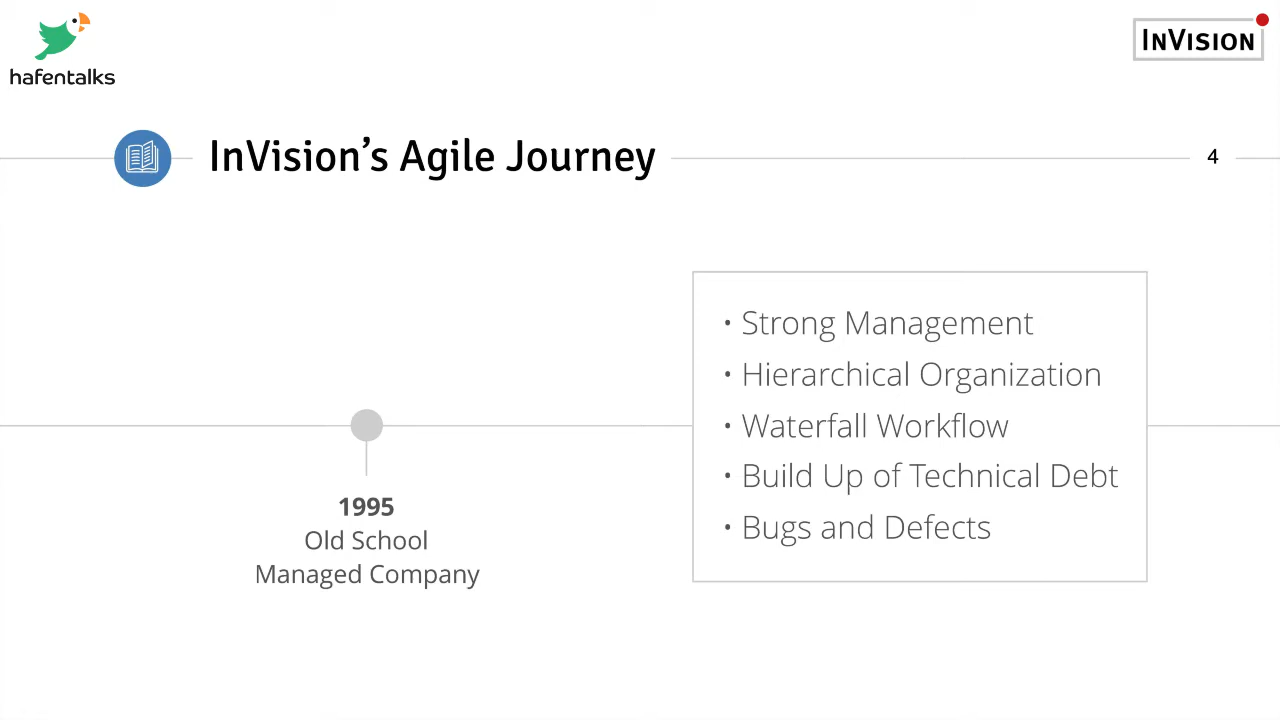 hafentalks
InVision
InVision's Agile Journey
4
1995
Old School
Managed Company
• Strong Management
• Hierarchical Organization
• Waterfall Workflow
• Build Up of Technical Debt
• Bugs and Defects